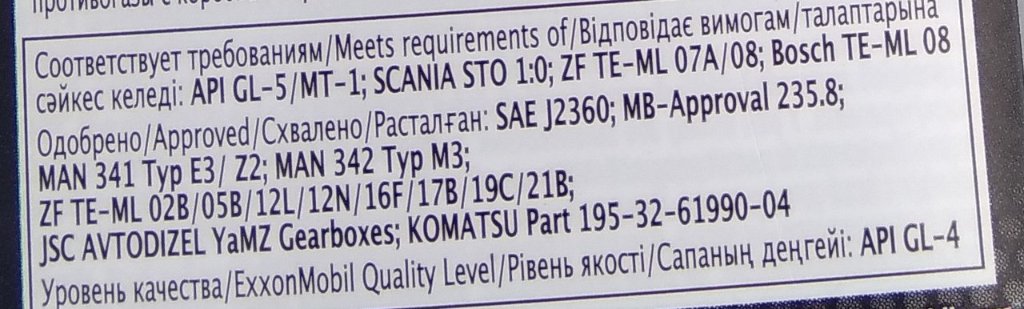 Соответствует требованиям/Meets requirements of/Відповідає вимогам/талаптарына
сәйкес келеді: API GL-5/MT-1; SCANIA STO 1:0; ZF TE-ML 07A/08; Bosch TE-ML 08
Одобрено/Approved/Схвалено/Расталған: SAE J2360; MB-Approval 235.8;
MAN 341 Typ E3/ Z2; MAN 342 Typ M3;
ZF TE-ML 02B/05B/12L/12N/16F/17B/19C/21B;
JSC AVTODIZEL YaMZ Gearboxes; KOMATSU Part 195-32-61990-04
Уровень качества/ExxonMobil Quality Level/Рівень якості/Сапаның деңгейі: API GL-4